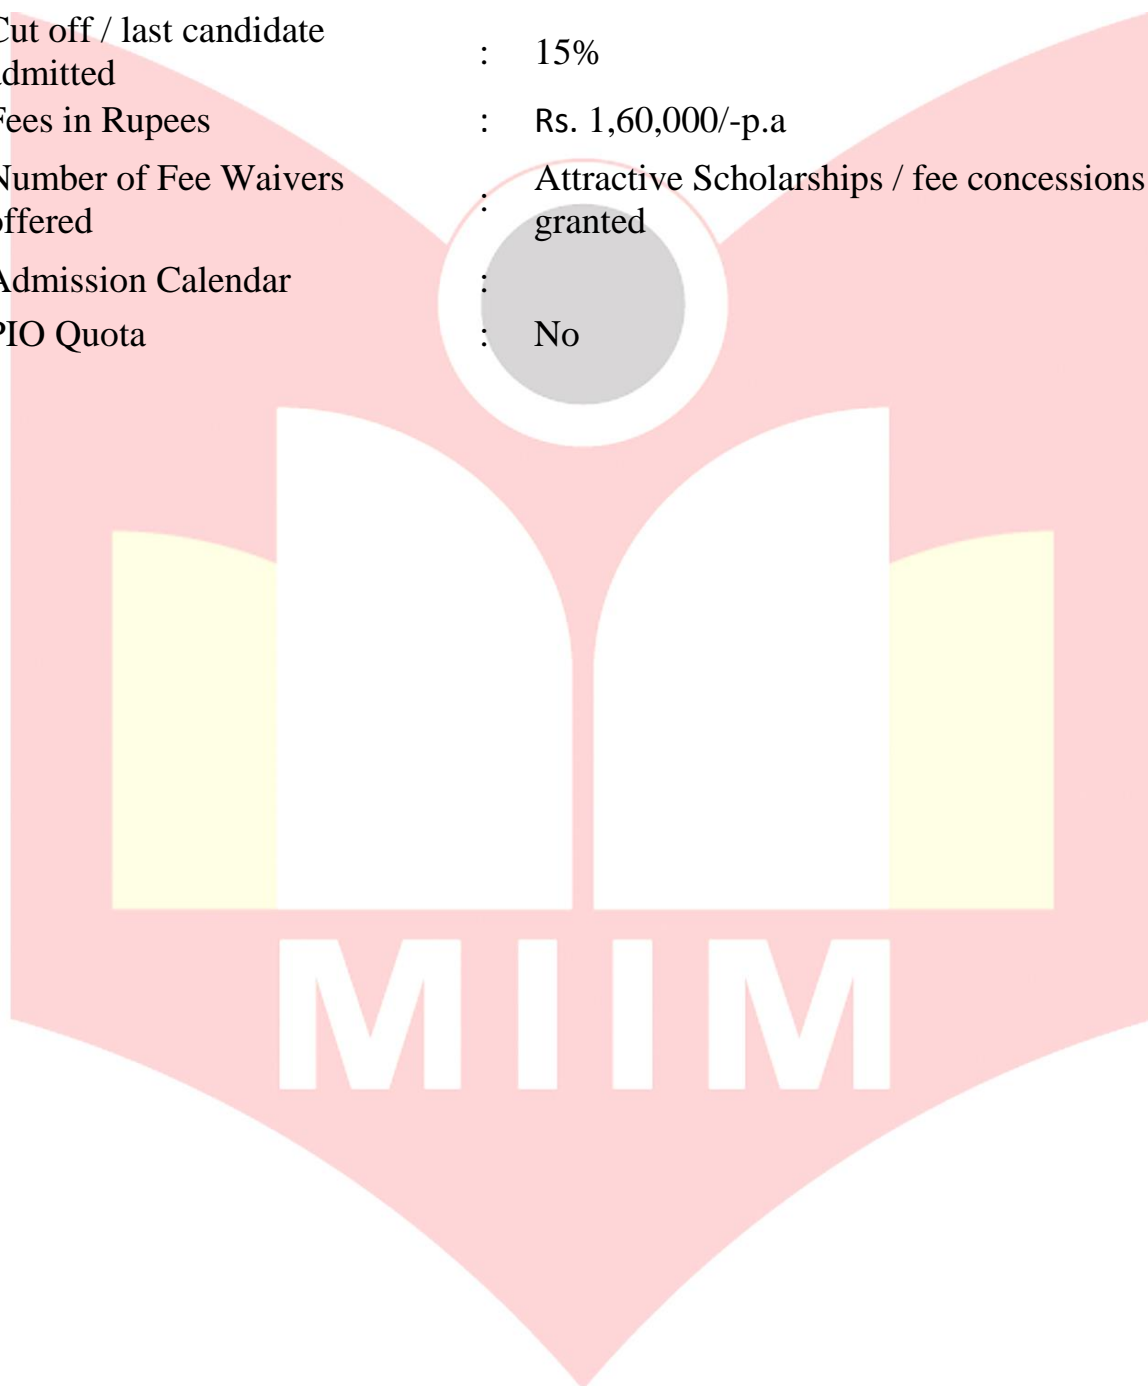 Cut off / last candidate
admitted
: 15%
Fees in Rupees : Rs. 1,60,000/-p.a
Number of Fee Waivers
offered
: Attractive Scholarships / fee concessions
granted
Admission Calendar :
PIO Quota : No
MIIM